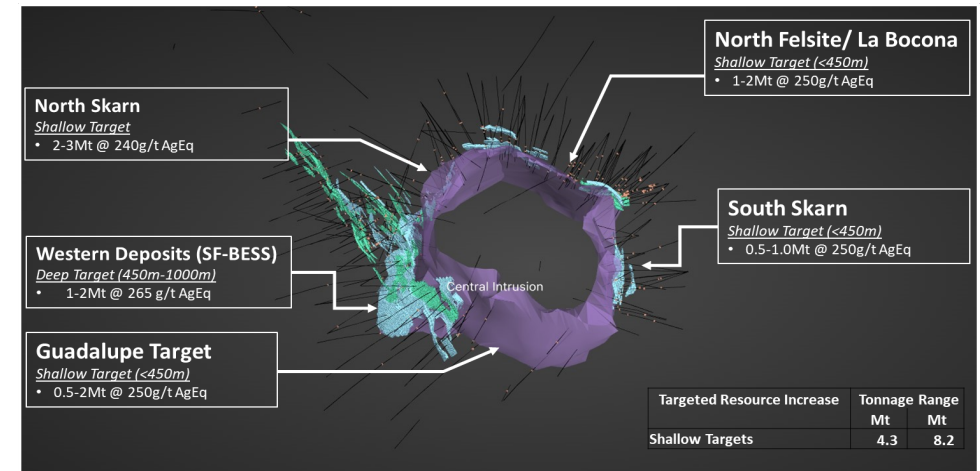 North Felsite/ La Bocona
Shallow Target (<450m)
• 1-2Mt @ 250g/t AgEq
North Skarn
Shallow Target
• 2-3Mt @ 240g/t AgEq
South Skarn
Shallow Target (<450m)
• 0.5-1.0Mt @ 250g/t AgEq
Western Deposits (SF-BESS)
Deep Target (450m-1000m)
• 1-2Mt @ 265 g/t AgEq
Central Intrusion
Guadalupe Target
Shallow Target (<450m)
• 0.5-2Mt @ 250g/t AgEq
Targeted Resource Increase Tonnage Range
Mt Mt
Shallow Targets 4.3 8.2